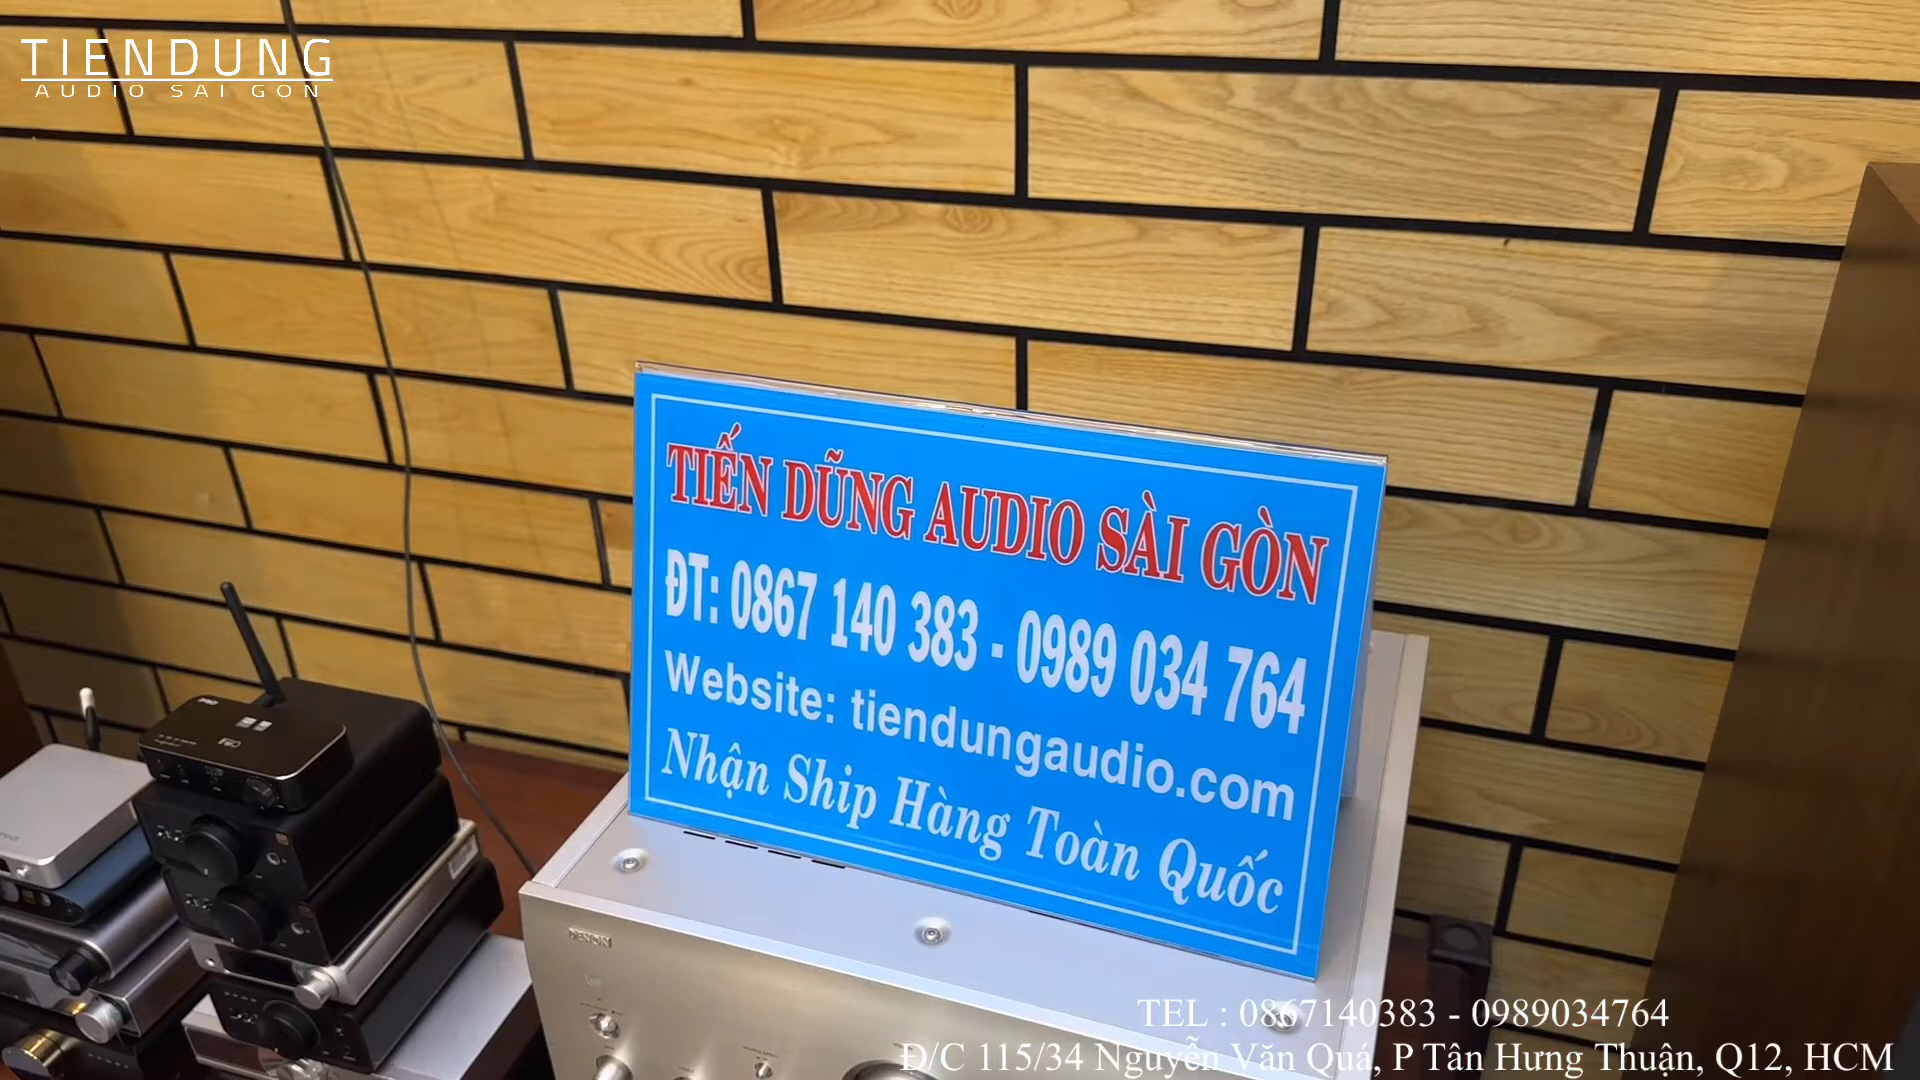 TIENDUNG
AUDIO SAI GON
TIẾN DŨNG AUDIO SÀI GÒN
ĐT: 0867 140 383 - 0989 034 764
Website: tiendungaudio.com
Nhận Ship Hàng Toàn Quốc
DENON
FiiO
TEL : 0867140383 - 0989034764
Đ/C 115/34 Nguyễn Văn Quá, P Tân Hưng Thuận, Q12, HCM